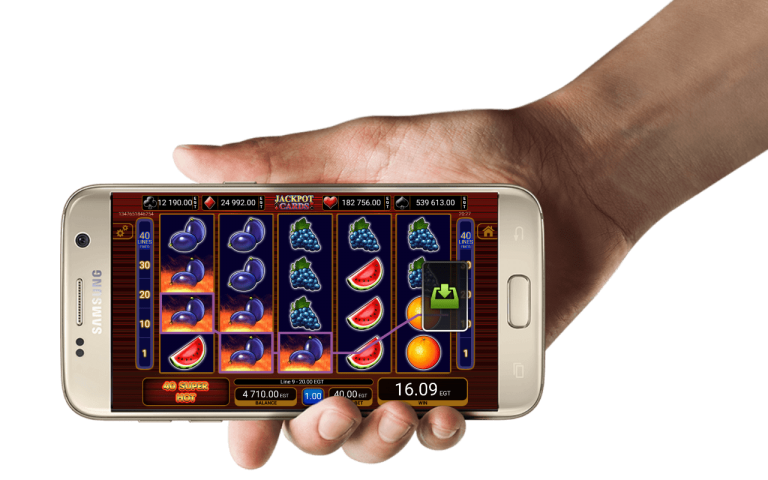 12 190.00 EGT
24 992.00 EGT
JACKPOT
CARDS
182 756.00 EGT
539 613.00 EGT
40
LINES
30
20
10
1
40
LINES
1
SAMSUNG
40 SUPER
HOT
Line 9 - 20.00 EGT
4 710.00 EGT
BALANCE
1.00
40.00 EGT
BET
16.09 EGT
WIN